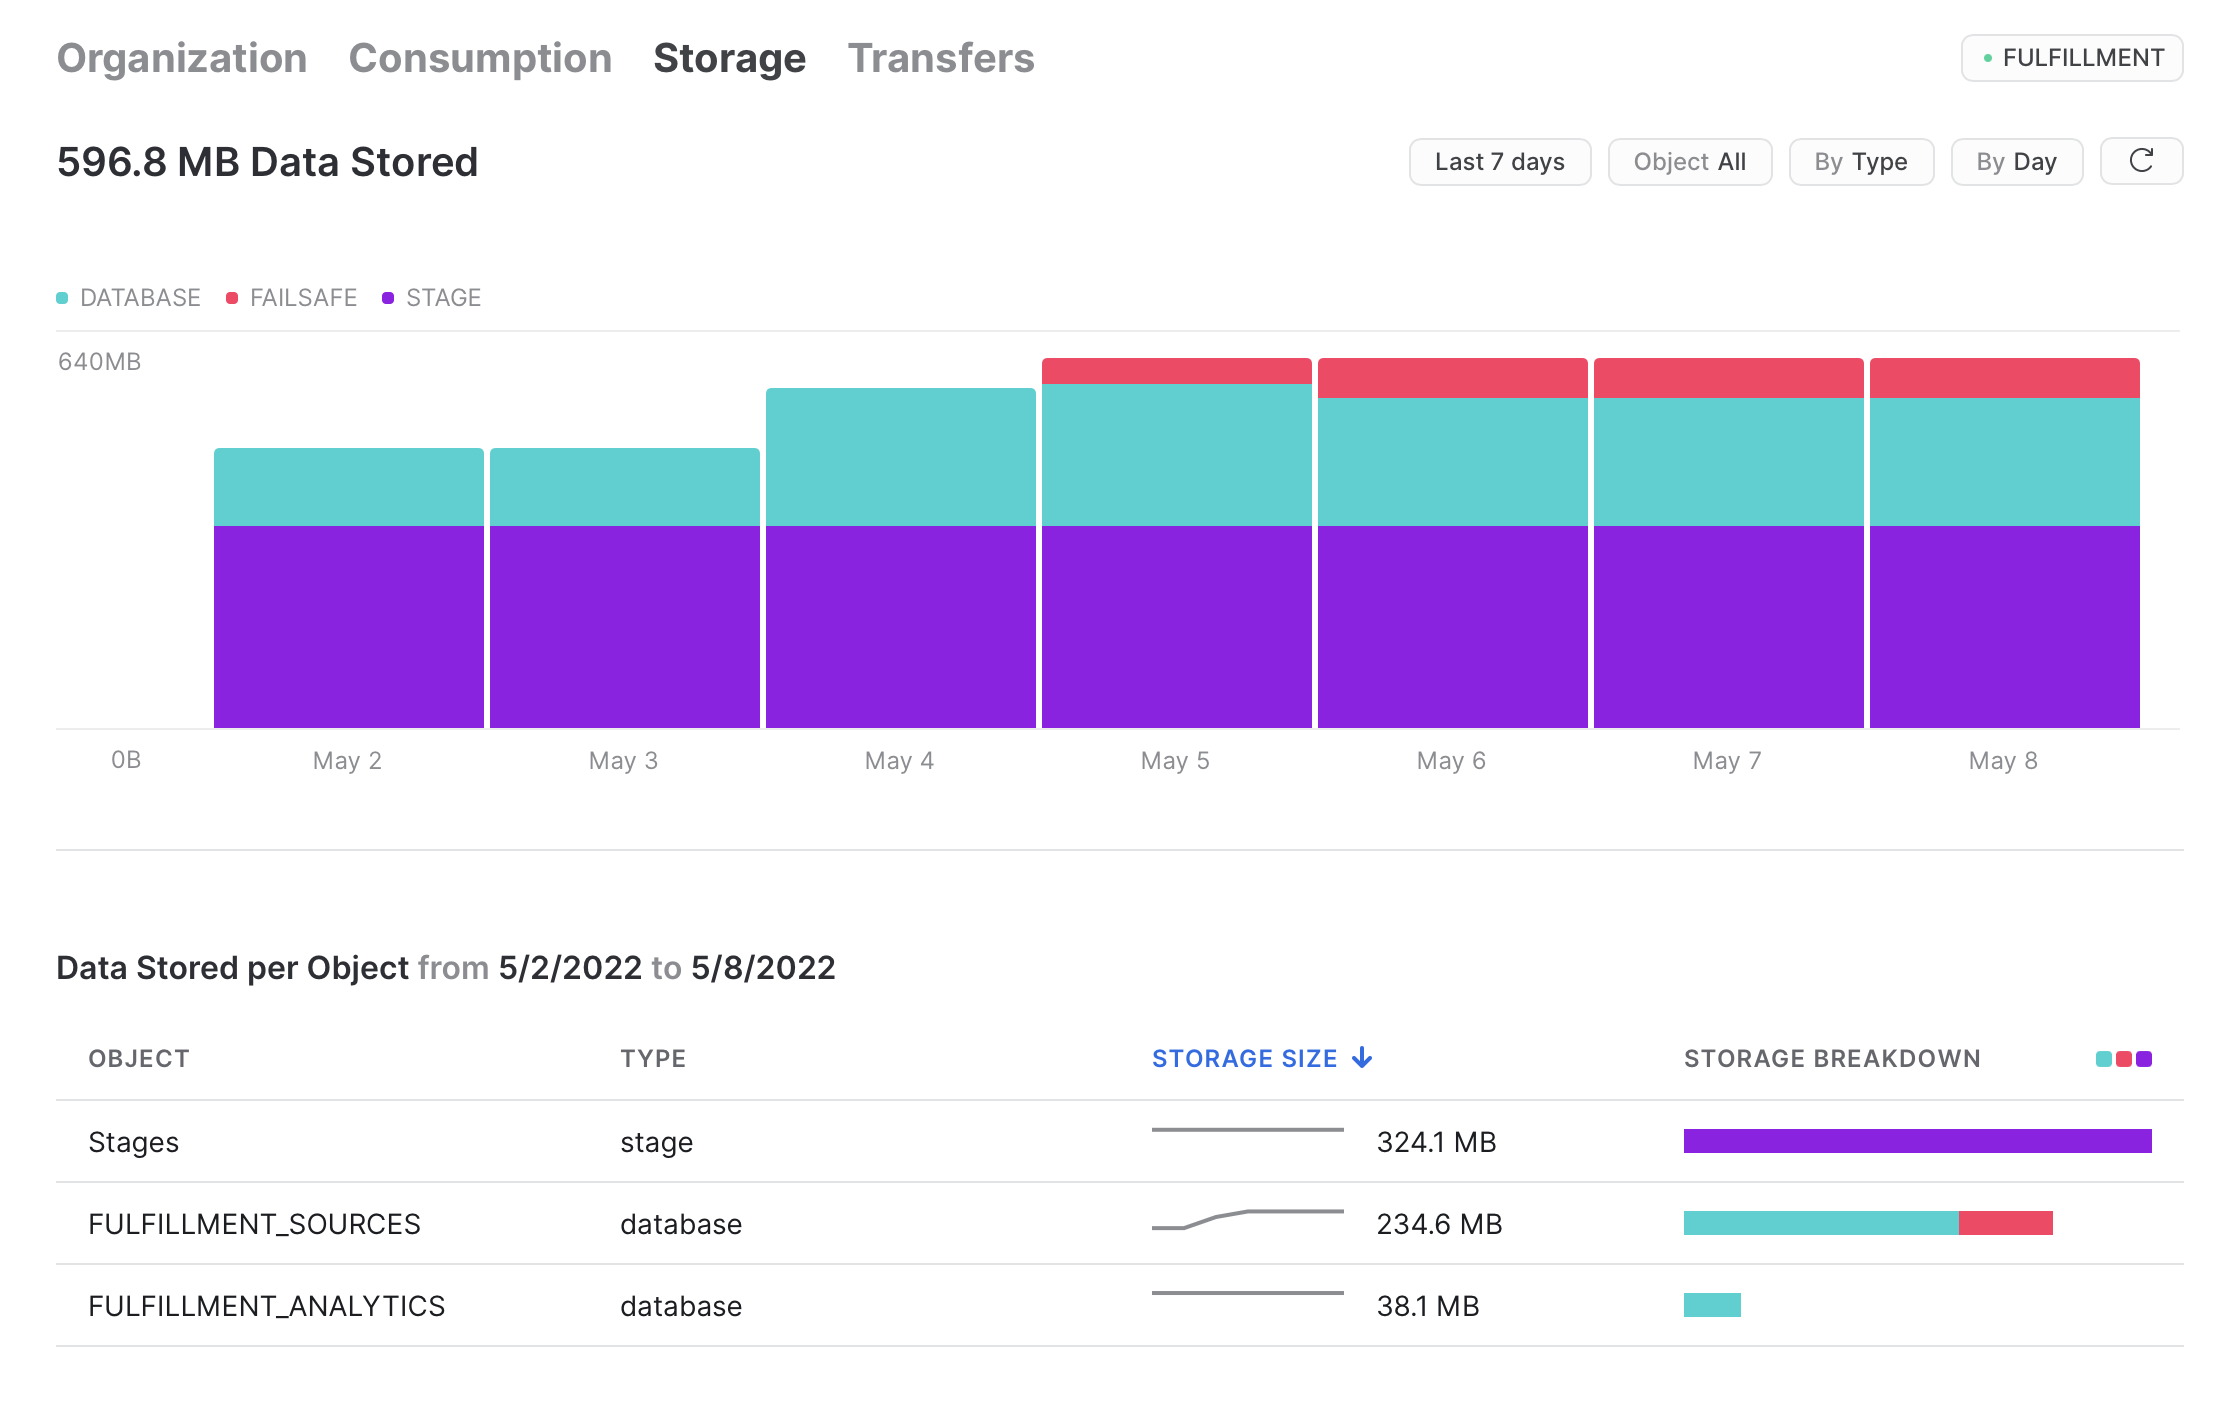 Organization Consumption Storage Transfers FULFILLMENT
596.8 MB Data Stored Last 7 days Object All By Type By Day
DATABASE FAILSAFE STAGE
640MB
0B May 2 May 3 May 4 May 5 May 6 May 7 May 8
Data Stored per Object from 5/2/2022 to 5/8/2022
OBJECT TYPE STORAGE SIZE STORAGE BREAKDOWN
Stages stage 324.1 MB
FULFILLMENT_SOURCES database 234.6 MB
FULFILLMENT_ANALYTICS database 38.1 MB